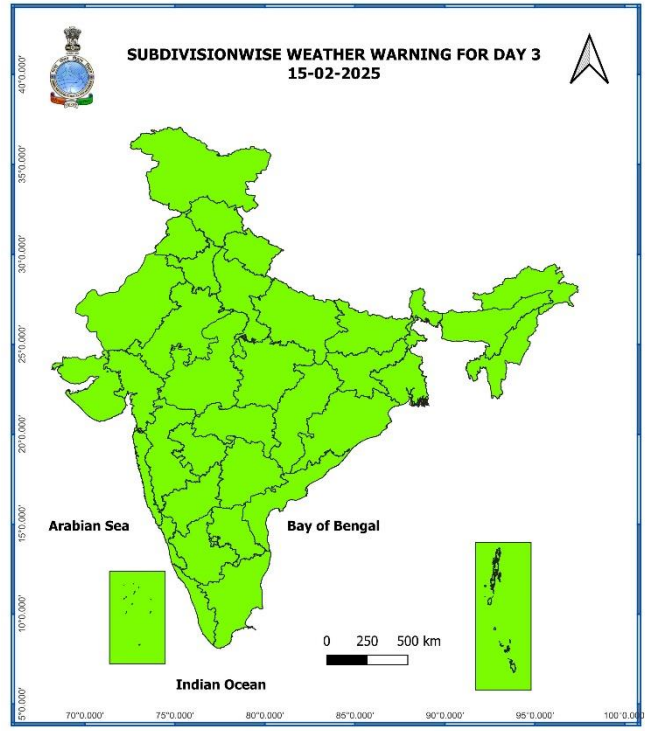 SUBDIVISIONWISE WEATHER WARNING FOR DAY 3
15-02-2025
40°0.000'
35°0.000'
30°0.000'
25°0.000'
20°0.000'
15°0.000'
10°0.000'
5°0.000'
Arabian Sea
Bay of Bengal
0 250 500 km
Indian Ocean
70°0.000' 75°0.000' 80°0.000' 85°0.000' 90°0.000' 95°0.000' 100°0.0